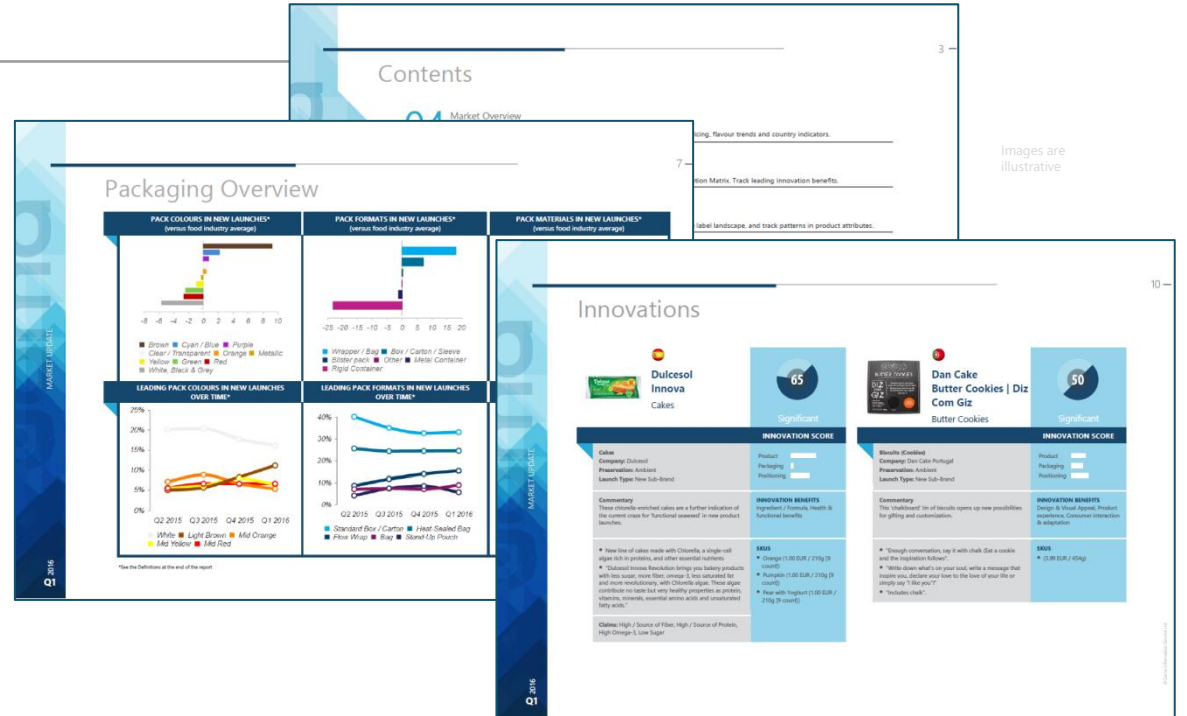 3
Contents
04 Market Overview
icing, flavour trends and country indicators.
tion Matrix. Track leading innovation benefits.
label landscape, and track patterns in product attributes.
Images are
illustrative
7
Packaging Overview
PACK COLOURS IN NEW LAUNCHES*
(versus food industry average)
-8 -6 -4 -2 0 2 4 6 8 10
Brown Cyan / Blue Purple
Clear / Transparent Orange Metallic
Yellow Green Red
White, Black & Grey
PACK FORMATS IN NEW LAUNCHES*
(versus food industry average)
-25 -20 -15 -10 -5 0 5 10 15 20
Wrapper / Bag Box / Carton / Sleeve
Blister pack Other Metal Container
Rigid Container
PACK MATERIALS IN NEW LAUNCHES*
(versus food industry average)
LEADING PACK COLOURS IN NEW LAUNCHES
OVER TIME*
25%
20%
15%
10%
5%
0%
Q2 2015 Q3 2015 Q4 2015 Q1 2016
White Light Brown Mid Orange
Mid Yellow Mid Red
LEADING PACK FORMATS IN NEW LAUNCHES
OVER TIME*
40%
30%
20%
10%
0%
Q2 2015 Q3 2015 Q4 2015 Q1 2016
Standard Box / Carton Heat Sealed Bag
Flow Wrap Bag Stand-Up Pouch
*See the Definitions at the end of the report
MARKET UPDATE
Q1 2016
10
Innovations
Dulcesol
Innova
Cakes
65
Significant
INNOVATION SCORE
Cakes
Company: Dulcesol
Preservation: Ambient
Launch Type: New Sub-Brand
Product
Packaging
Positioning
Commentary
These chlorella-enriched cakes are a further indication of
the current craze for 'functional seaweed' in new product
launches.
INNOVATION BENEFITS
Ingredient / Formula, Health &
functional benefits
New line of cakes made with Chlorella, a single-cell
algae rich in proteins, and other essential nutrients
"Dulcesol Innova Revolution brings you bakery products
with less sugar, more fiber, omega-3, less saturated fat
and more revolutionary, with Chlorella algae. These algae
contribute no taste but very healthy properties as protein,
vitamins, minerals, essential amino acids and unsaturated
fatty acids."
SKUS
Orange (1.00 EUR / 210g [9
count])
Pumpkin (1.00 EUR / 210g [9
count])
Pear with Yoghurt (1.00 EUR /
210g [9 count])
Claims: High / Source of Fiber, High / Source of Protein,
High Omega-3, Low Sugar
Dan Cake
Butter Cookies | Diz
Com Giz
Butter Cookies
50
Significant
INNOVATION SCORE
Biscuits (Cookies)
Company: Dan Cake Portugal
Preservation: Ambient
Launch Type: New Sub-Brand
Product
Packaging
Positioning
Commentary
This 'chalkboard' tin of biscuits opens up new possibilities
for gifting and customization.
INNOVATION BENEFITS
Design & Visual Appeal, Product
experience, Consumer Interaction
& adaptation
"Enough conversation, say it with chalk (Eat a cookie
and the inspiration follows".
"Write down what's on your soul, write a message that
inspire you, declare your love to the love of your life or
simply say "I like you"!"
"Includes chalk".
SKUS
(3.99 EUR / 454g)
MARKET UPDATE
Q1 2016